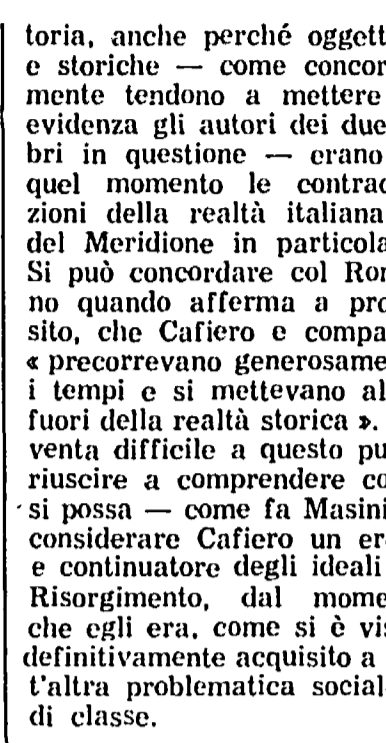 toria, anche perché oggett
e storiche — come concor
mente tendono a mettere
evidenza gli autori dei due
bri in questione — erano
quel momento le contrad
zioni della realtà italiana
del Meridione in particola
Si può concordare col Rom
no quando afferma a pro
sito, che Cafiero e compa
« precorrevano generosame
i tempi e si mettevano al
fuori della realtà storica ».
venta difficile a questo pu
riuscire a comprendere co
si possa — come fa Masini
considerare Cafiero un er
e continuatore degli ideali
Risorgimento, dal mome
che egli era, come si è vis
definitivamente acquisito a
t'altra problematica social
di classe.